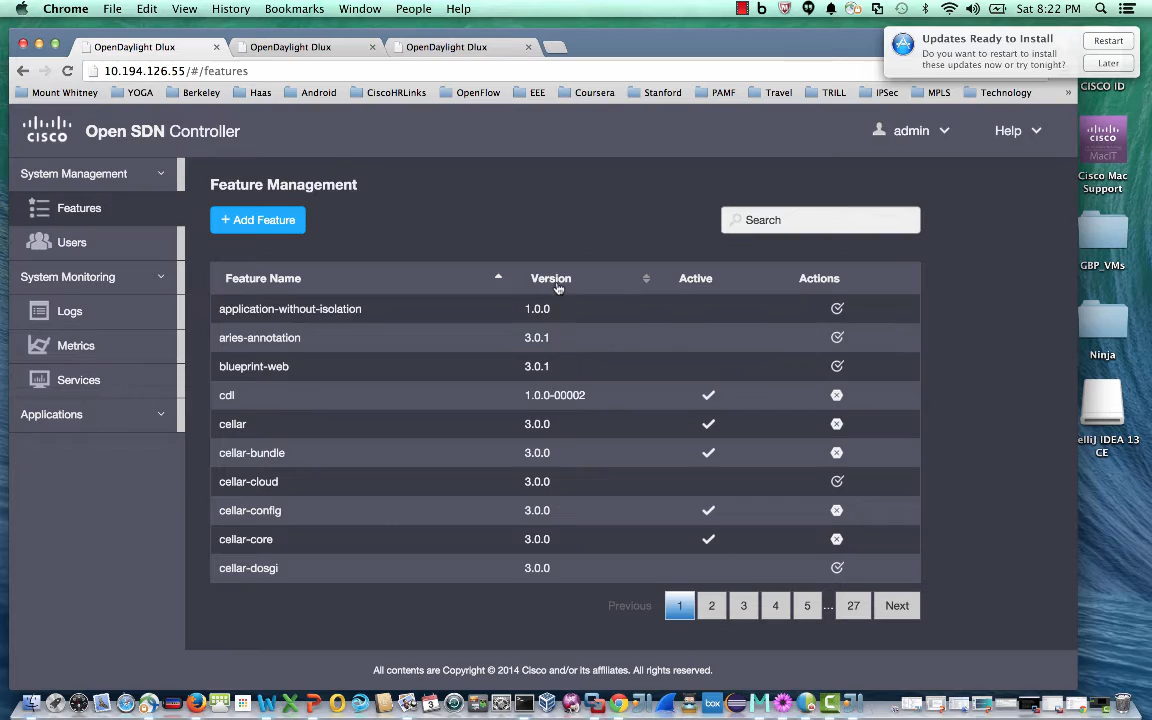 Chrome File Edit View History Bookmarks Window People Help Sat 8:22 PM
OpenDaylight Dlux OpenDaylight Dlux OpenDaylight Dlux
Updates Ready to Install
Do you want to restart to install
these updates now or try tonight?
Restart
Later
10.194.126.55/#/features
Mount Whitney YOGA Berkeley Haas Android CiscoHRLinks OpenFlow EEE Coursera Stanford PAMF Travel TRILL IPSec MPLS Technology »
CISCO ID
CISCO
Open SDN Controller
admin Help
CISCO
MacIT
Cisco Mac
Support
GBP_VMs
Ninja
elliJ IDEA 13
CE
System Management
Features
Users
System Monitoring
Logs
Metrics
Services
Applications
Feature Management
+ Add Feature
Search
Feature Name Version Active Actions
application-without-isolation 1.0.0
aries-annotation 3.0.1
blueprint-web 3.0.1
cdl 1.0.0-00002
cellar 3.0.0
cellar-bundle 3.0.0
cellar-cloud 3.0.0
cellar-config 3.0.0
cellar-core 3.0.0
cellar-dosgi 3.0.0
Previous 1 2 3 4 5 ... 27 Next
All contents are Copyright © 2014 Cisco and/or its affiliates. All rights reserved.
box